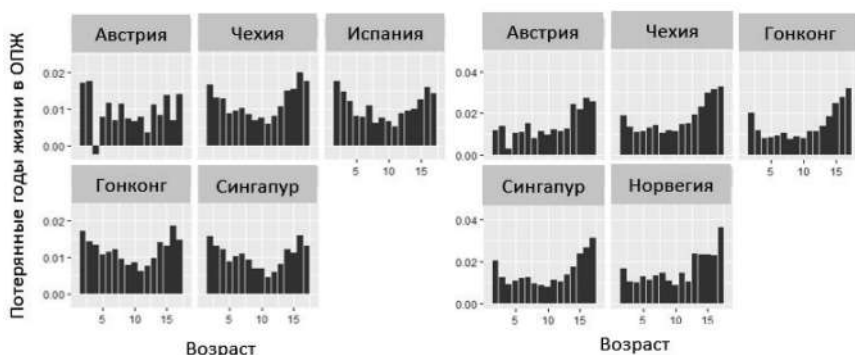 Потерянные годы жизни в ОПЖ
Австрия Чехия Испания
0.02
0.01
0.00
5 10 15
Гонконг Сингапур
0.02
0.01
0.00
5 10 15 5 10 15
Возраст
Австрия Чехия Гонконг
0.04
0.02
0.00
5 10 15
Сингапур Норвегия
0.04
0.02
0.00
5 10 15 5 10 15
Возраст